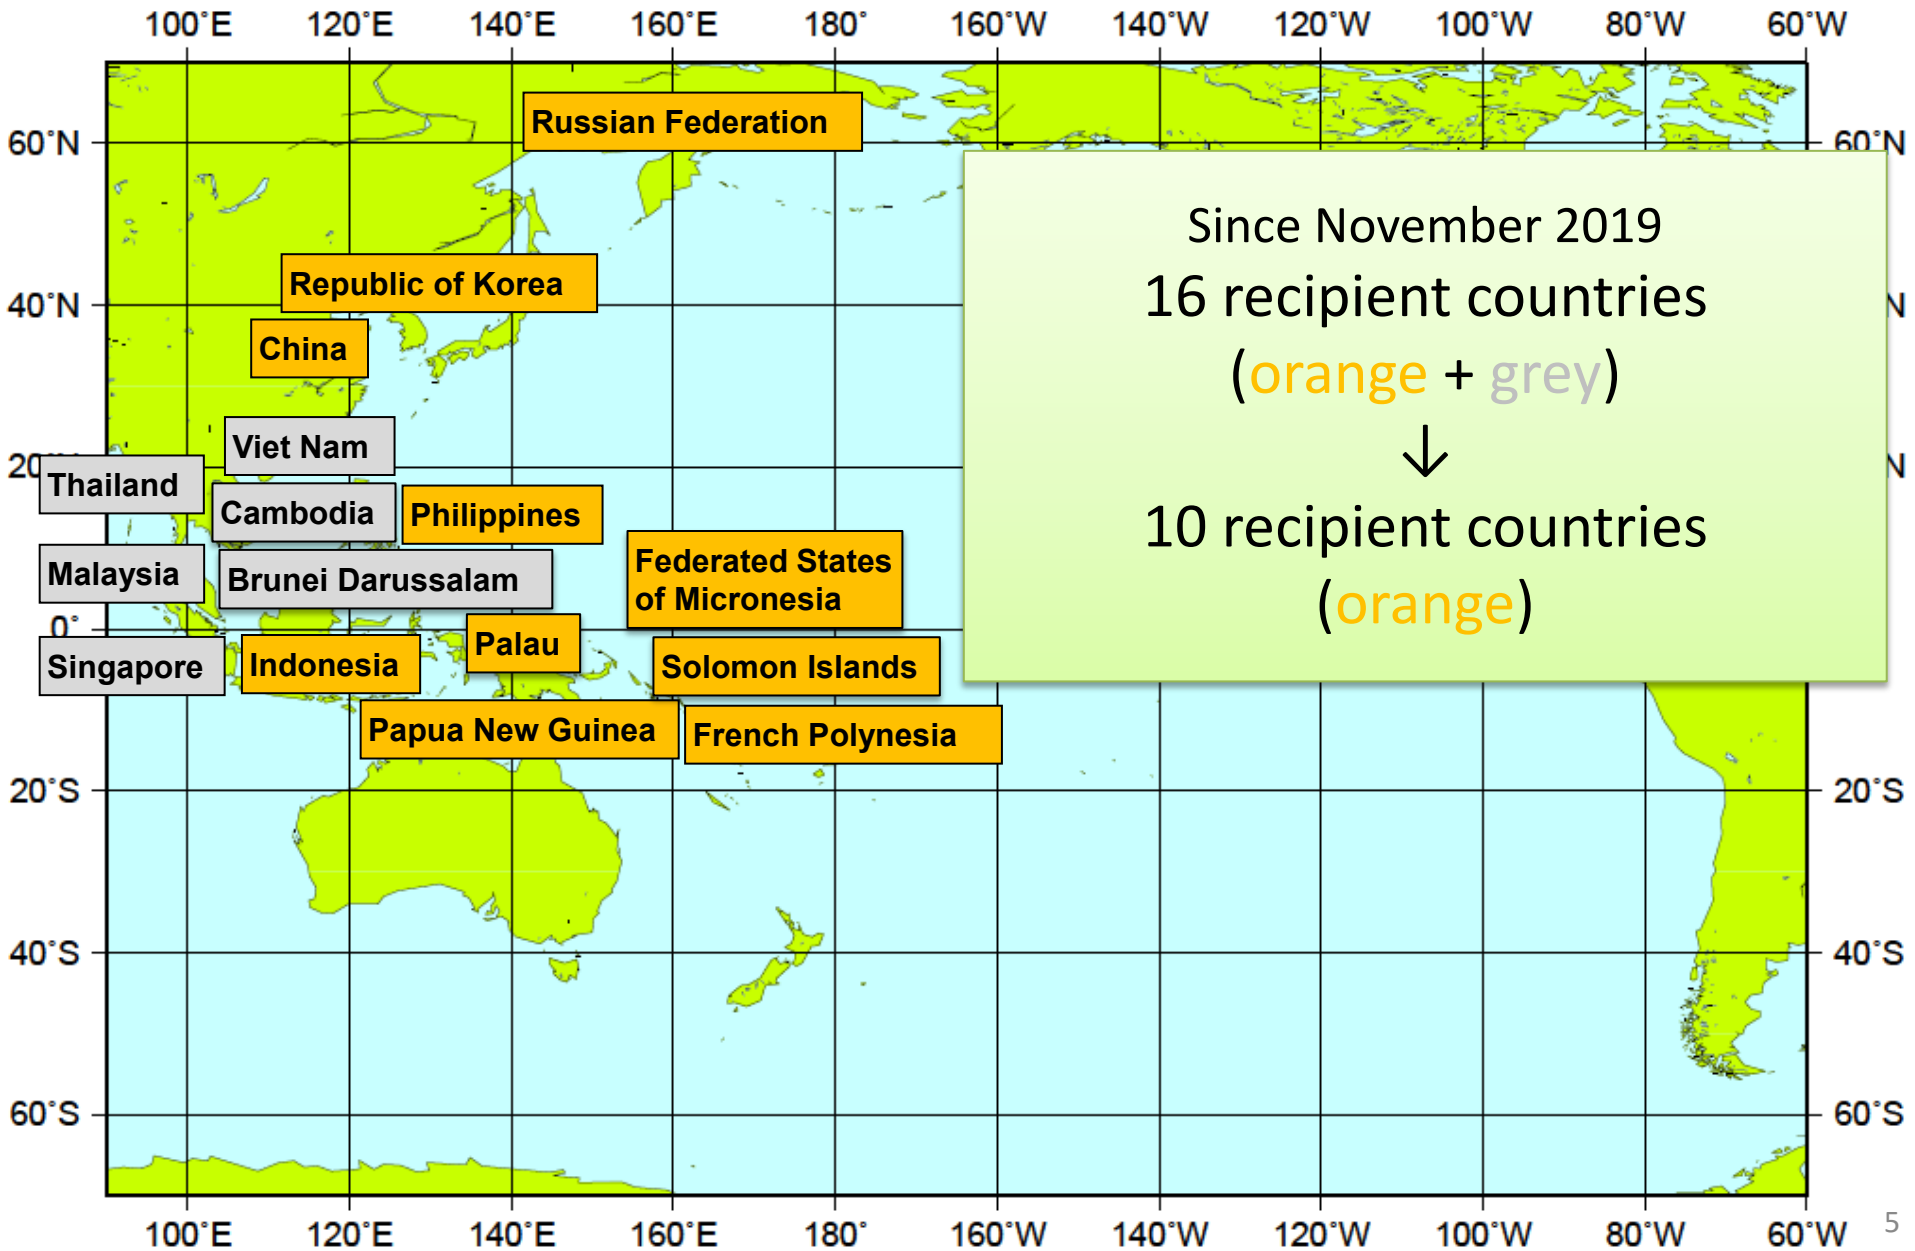 100°E 120°E 140°E 160°E 180° 160°W 140°W 120°W 100°W 80°W 60°W
60°N
Russian Federation
60°N
Since November 2019
16 recipient countries
(orange + grey)
↓
10 recipient countries
(orange)
Republic of Korea
40°N
N
China
Viet Nam
20°N
N
Thailand
Cambodia
Philippines
Federated States
of Micronesia
Malaysia
Brunei Darussalam
0°
Palau
Singapore
Indonesia
Solomon Islands
Papua New Guinea
French Polynesia
20°S 20°S
40°S 40°S
60°S 60°S
100°E 120°E 140°E 160°E 180° 160°W 140°W 120°W 100°W 80°W 60°W
5